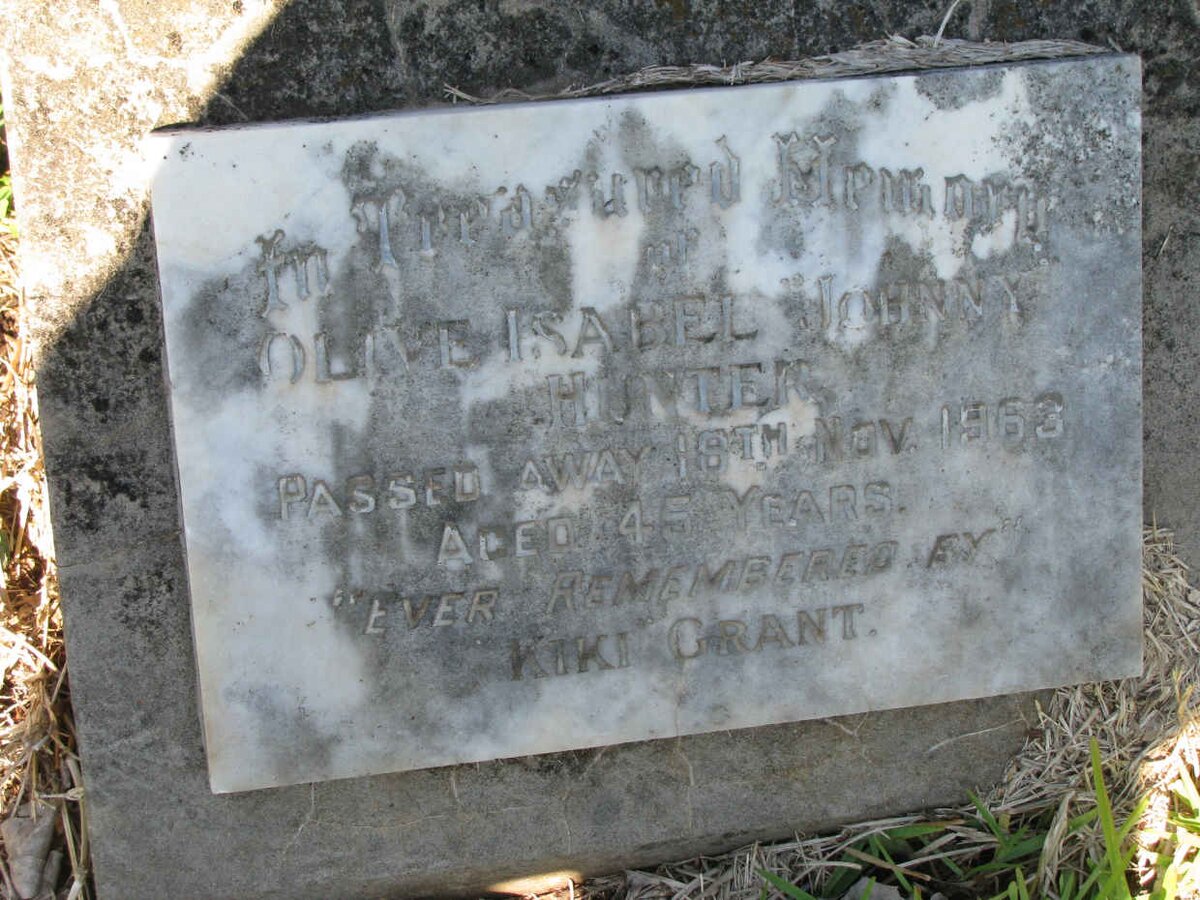 In Treasured Memory
of
OLIVE ISABEL "JOHNNY"
HUNTER
PASSED AWAY 18TH NOV. 1963
AGED 45 YEARS.
"EVER REMEMBERED BY"
KIKI GRANT.